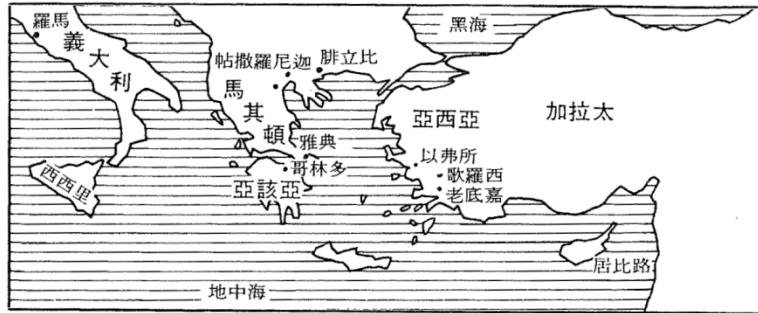 羅馬
義大利
西西里
帖撒羅尼迦
腓立比
馬其頓
雅典
哥林多
亞該亞
黑海
亞西亞
加拉太
以弗所
歌羅西
老底嘉
居比路
地中海